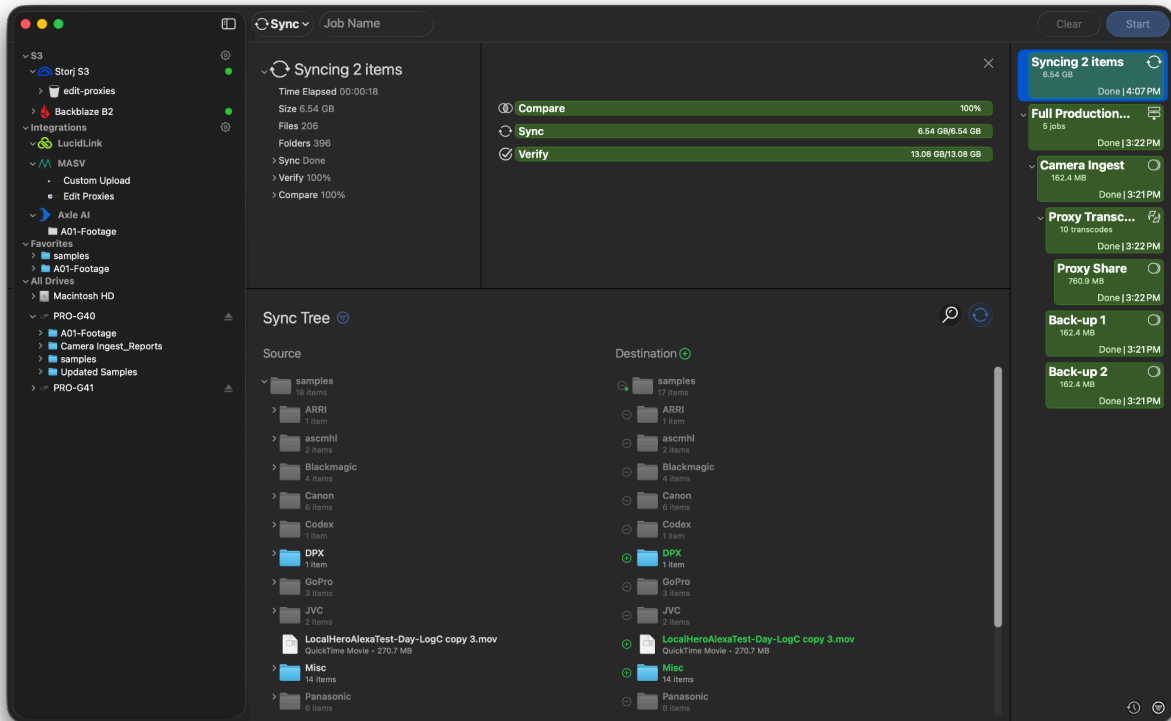 Sync
Job Name
Clear
Start
S3
Storj S3
edit-proxies
Backblaze B2
Integrations
LucidLink
MASV
Custom Upload
Edit Proxies
Axle AI
A01-Footage
Favorites
samples
A01-Footage
All Drives
Macintosh HD
PRO-G40
A01-Footage
Camera Ingest_Reports
samples
Updated Samples
PRO-G41
Syncing 2 items
Time Elapsed 00:00:18
Size 6.54 GB
Files 206
Folders 396
Sync Done
Verify 100%
Compare 100%
Compare 100%
Sync 6.54 GB/6.54 GB
Verify 13.08 GB/13.08 GB
Sync Tree
Source
samples
18 items
ARRI
1 item
ascmhl
2 items
Blackmagic
4 items
Canon
6 items
Codex
1 item
DPX
1 item
GoPro
3 items
JVC
2 items
LocalHeroAlexaTest-Day-LogC copy 3.mov
QuickTime Movie • 270.7 MB
Misc
14 items
Panasonic
6 items
Destination
samples
17 items
ARRI
1 item
ascmhl
2 items
Blackmagic
4 items
Canon
6 items
Codex
1 item
DPX
1 item
GoPro
3 items
JVC
2 items
LocalHeroAlexaTest-Day-LogC copy 3.mov
QuickTime Movie • 270.7 MB
Misc
14 items
Panasonic
6 items
Syncing 2 items
6.54 GB
Done | 4:07 PM
Full Production...
5 jobs
Done | 3:22 PM
Camera Ingest
162.4 MB
Done | 3:21 PM
Proxy Transc...
10 transcodes
Done | 3:22 PM
Proxy Share
760.9 MB
Done | 3:22 PM
Back-up 1
162.4 MB
Done | 3:21 PM
Back-up 2
162.4 MB
Done | 3:21 PM